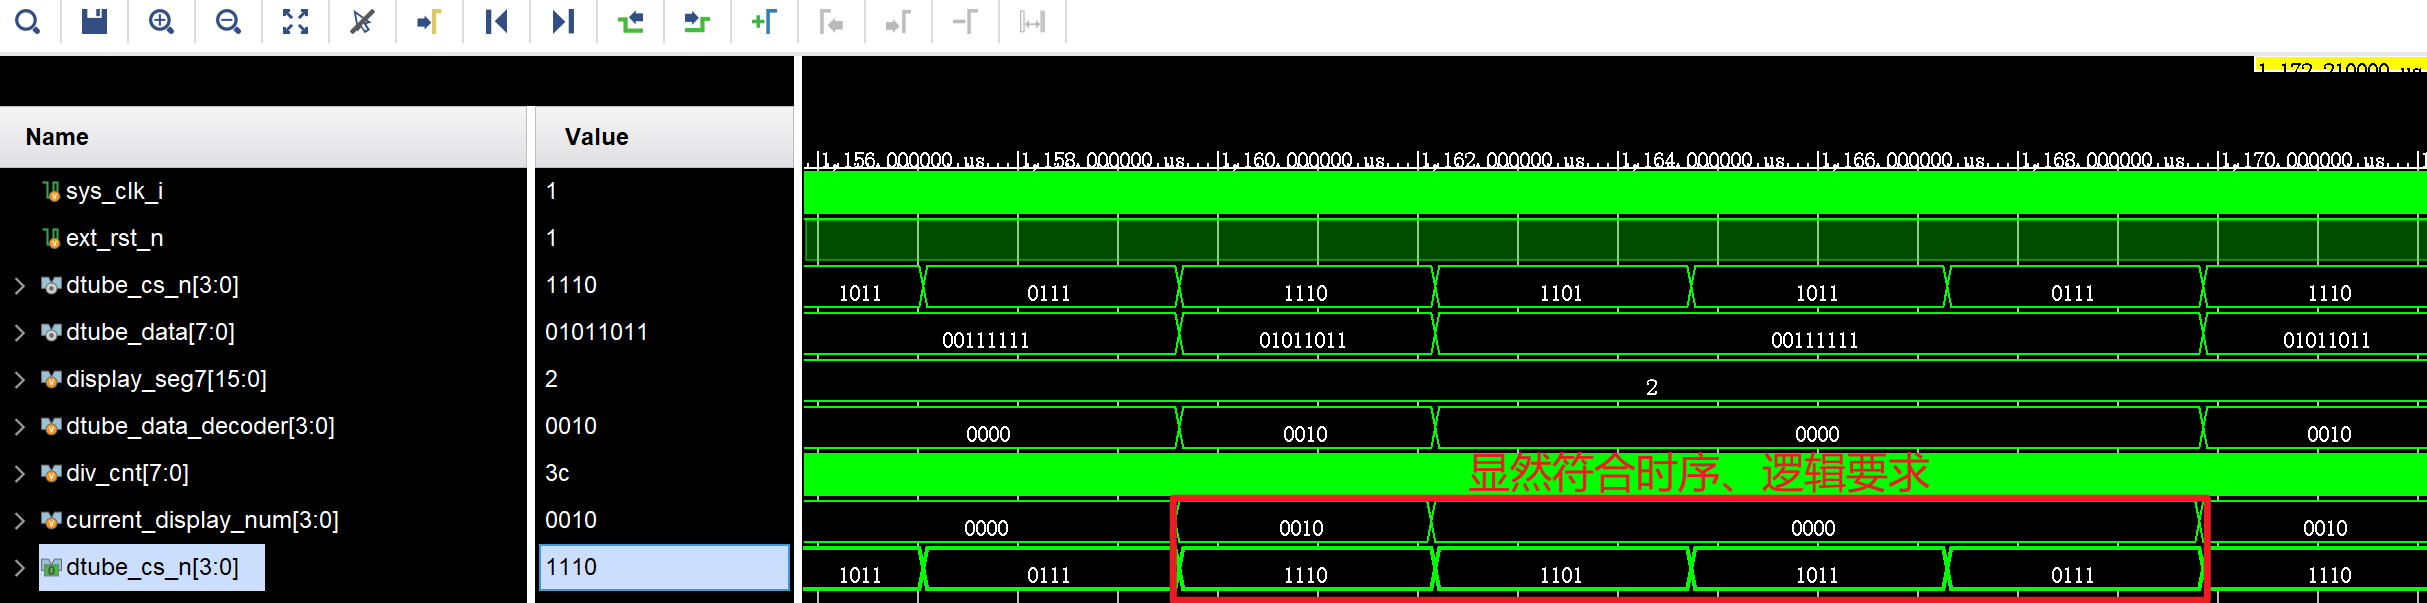 1,172.210000 us
Name Value
1,156.000000 us 1,158.000000 us 1,160.000000 us 1,162.000000 us 1,164.000000 us 1,166.000000 us 1,168.000000 us 1,170.000000 us
sys_clk_i 1
ext_rst_n 1
dtube_cs_n[3:0] 1110 1011 0111 1110 1101 1011 0111 1110
dtube_data[7:0] 01011011 00111111 01011011 00111111 01011011
display_seg7[15:0] 2 2
dtube_data_decoder[3:0] 0010 0000 0010 0000 0010
div_cnt[7:0] 3c 显然符合时序、逻辑要求
current_display_num[3:0] 0010 0000 0010 0000 0010
dtube_cs_n[3:0] 1110 1011 0111 1110 1101 1011 0111 1110